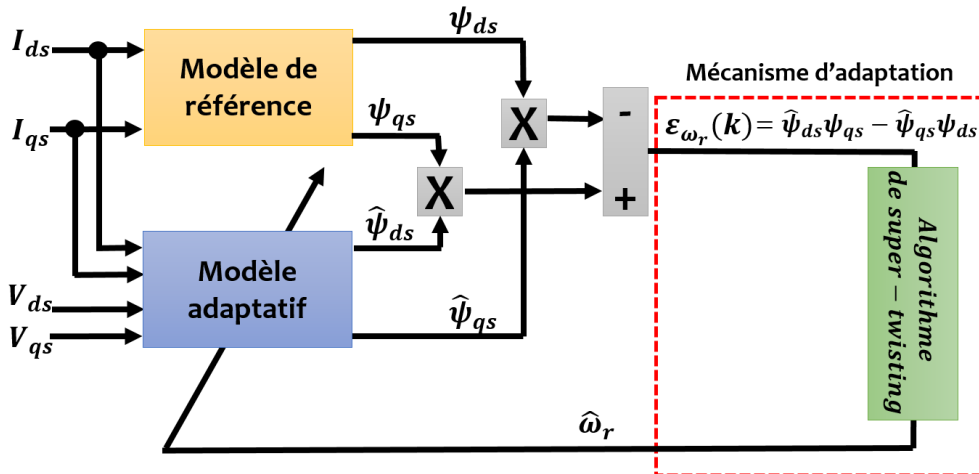 I_ds
I_qs
V_ds
V_qs
Modèle de
référence
Modèle
adaptatif
ψ_ds
ψ_qs
ψ̂_ds
ψ̂_qs
X
X
-
+
Mécanisme d’adaptation
ε_ωr(k) = ψ̂_ds ψ_qs − ψ̂_qs ψ_ds
Algorithme
de super − twisting
ω̂_r